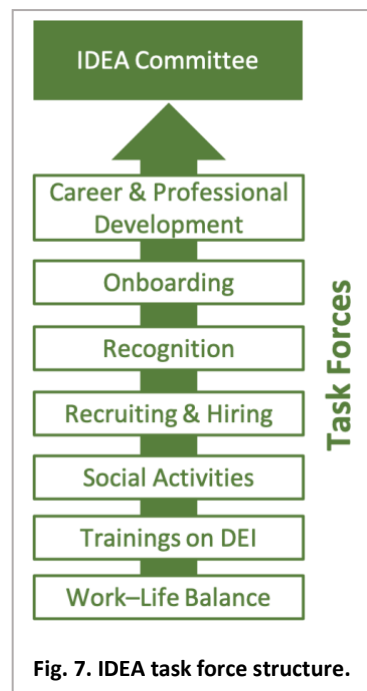 IDEA Committee
Career & Professional
Development
Onboarding
Recognition
Recruiting & Hiring
Social Activities
Trainings on DEI
Work–Life Balance
Task Forces
Fig. 7. IDEA task force structure.